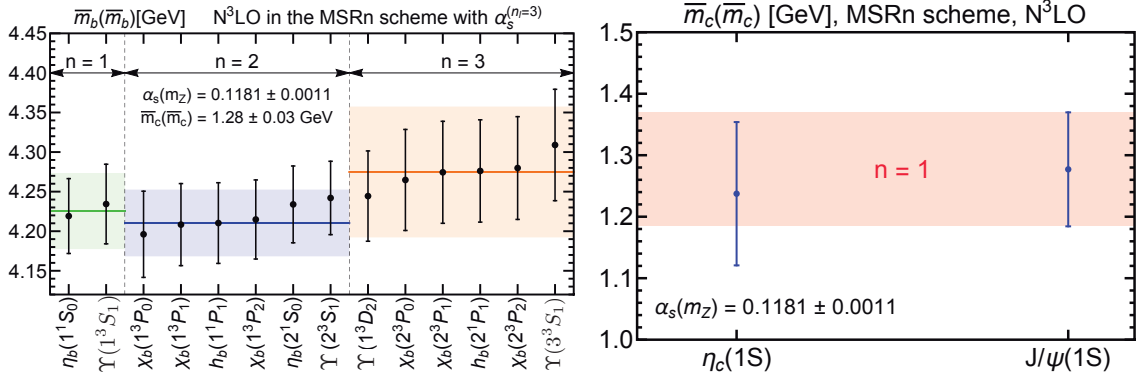 m̅_b(m̅_b)[GeV] N³LO in the MSRn scheme with α_s^(n_l=3)
4.45
4.40
4.35
4.30
4.25
4.20
4.15
n = 1
n = 2
n = 3
α_s(m_Z) = 0.1181 ± 0.0011
m̅_c(m̅_c) = 1.28 ± 0.03 GeV
η_b(1¹S₀)
ϒ(1³S₁)
χ_b(1³P₀)
χ_b(1³P₁)
h_b(1¹P₁)
χ_b(1³P₂)
η_b(2¹S₀)
ϒ(2³S₁)
ϒ(1³D₂)
χ_b(2³P₀)
χ_b(2³P₁)
h_b(2¹P₁)
χ_b(2³P₂)
ϒ(3³S₁)
m̅_c(m̅_c) [GeV], MSRn scheme, N³LO
1.5
1.4
1.3
1.2
1.1
1.0
n = 1
α_s(m_Z) = 0.1181 ± 0.0011
η_c(1S)
J/ψ(1S)